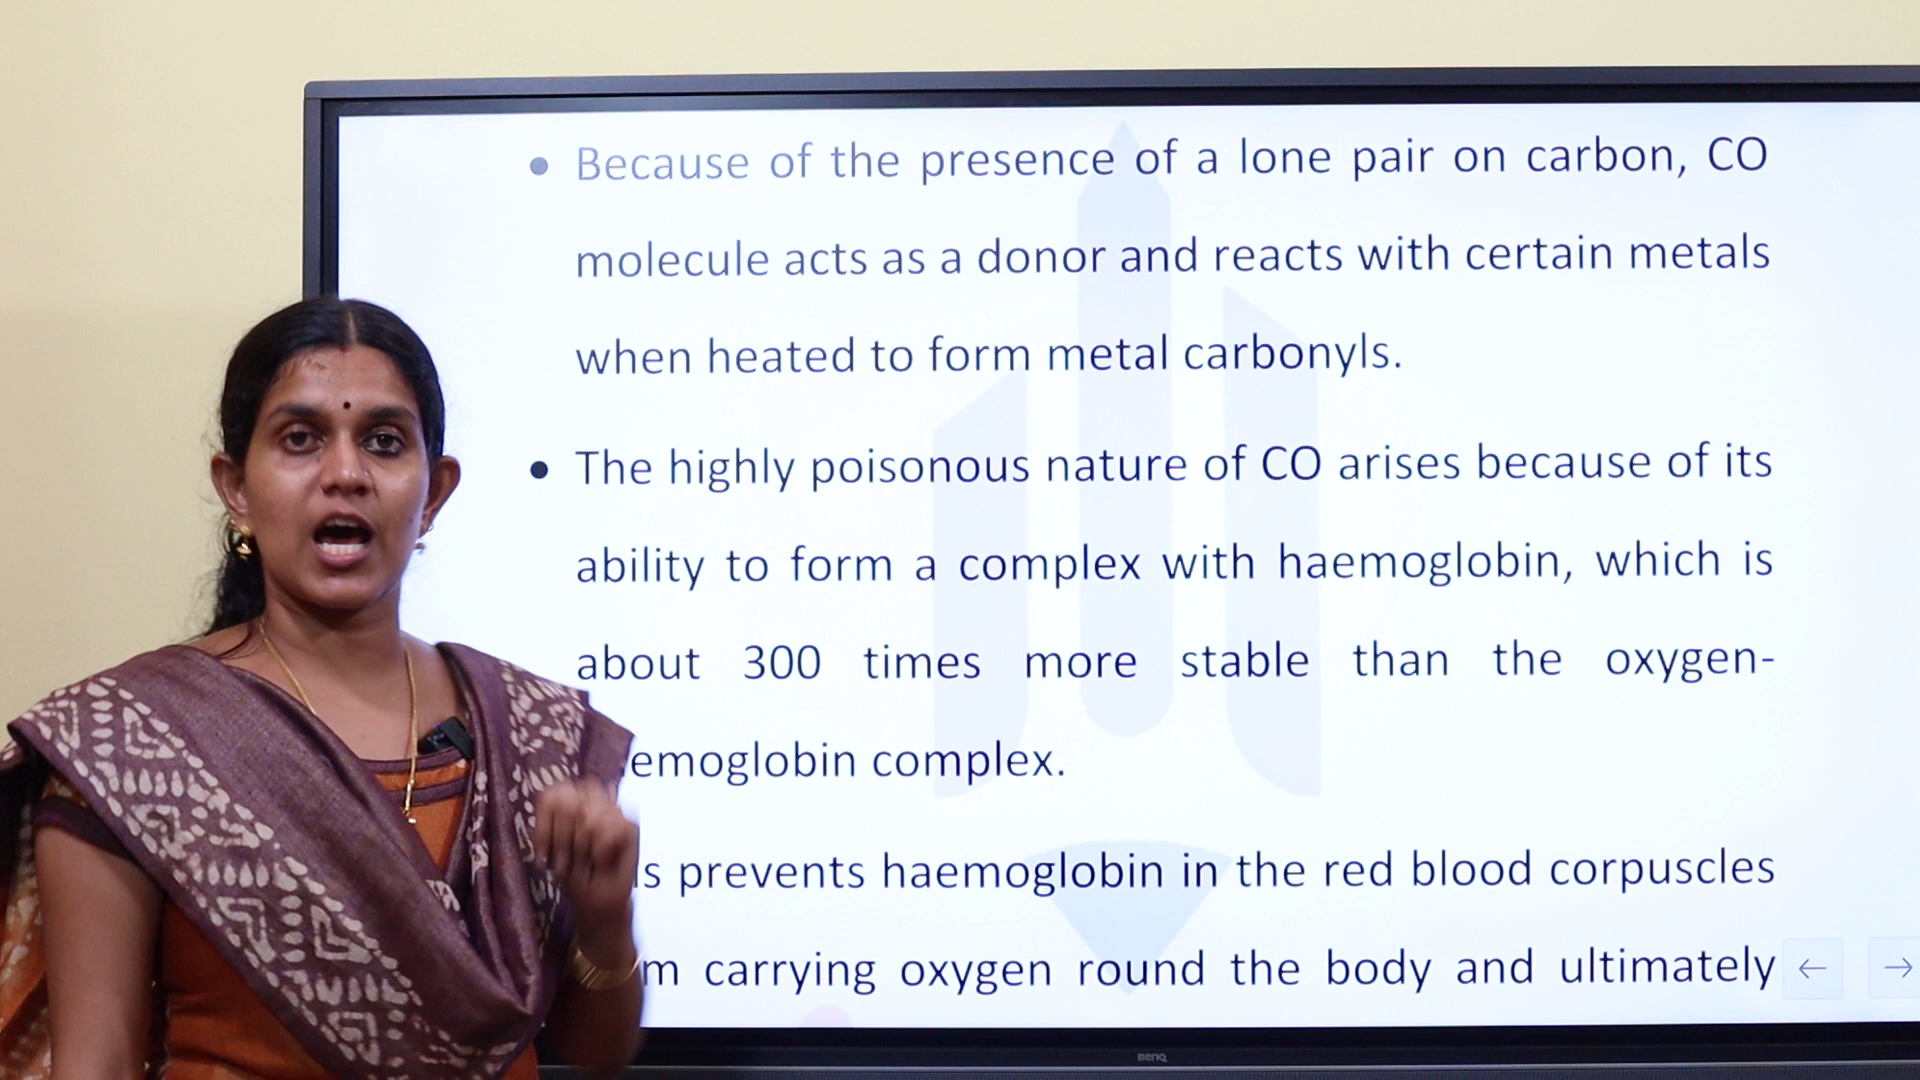 • Because of the presence of a lone pair on carbon, CO
molecule acts as a donor and reacts with certain metals
when heated to form metal carbonyls.
• The highly poisonous nature of CO arises because of its
ability to form a complex with haemoglobin, which is
about 300 times more stable than the oxygen-
emoglobin complex.
s prevents haemoglobin in the red blood corpuscles
m carrying oxygen round the body and ultimately
BenQ